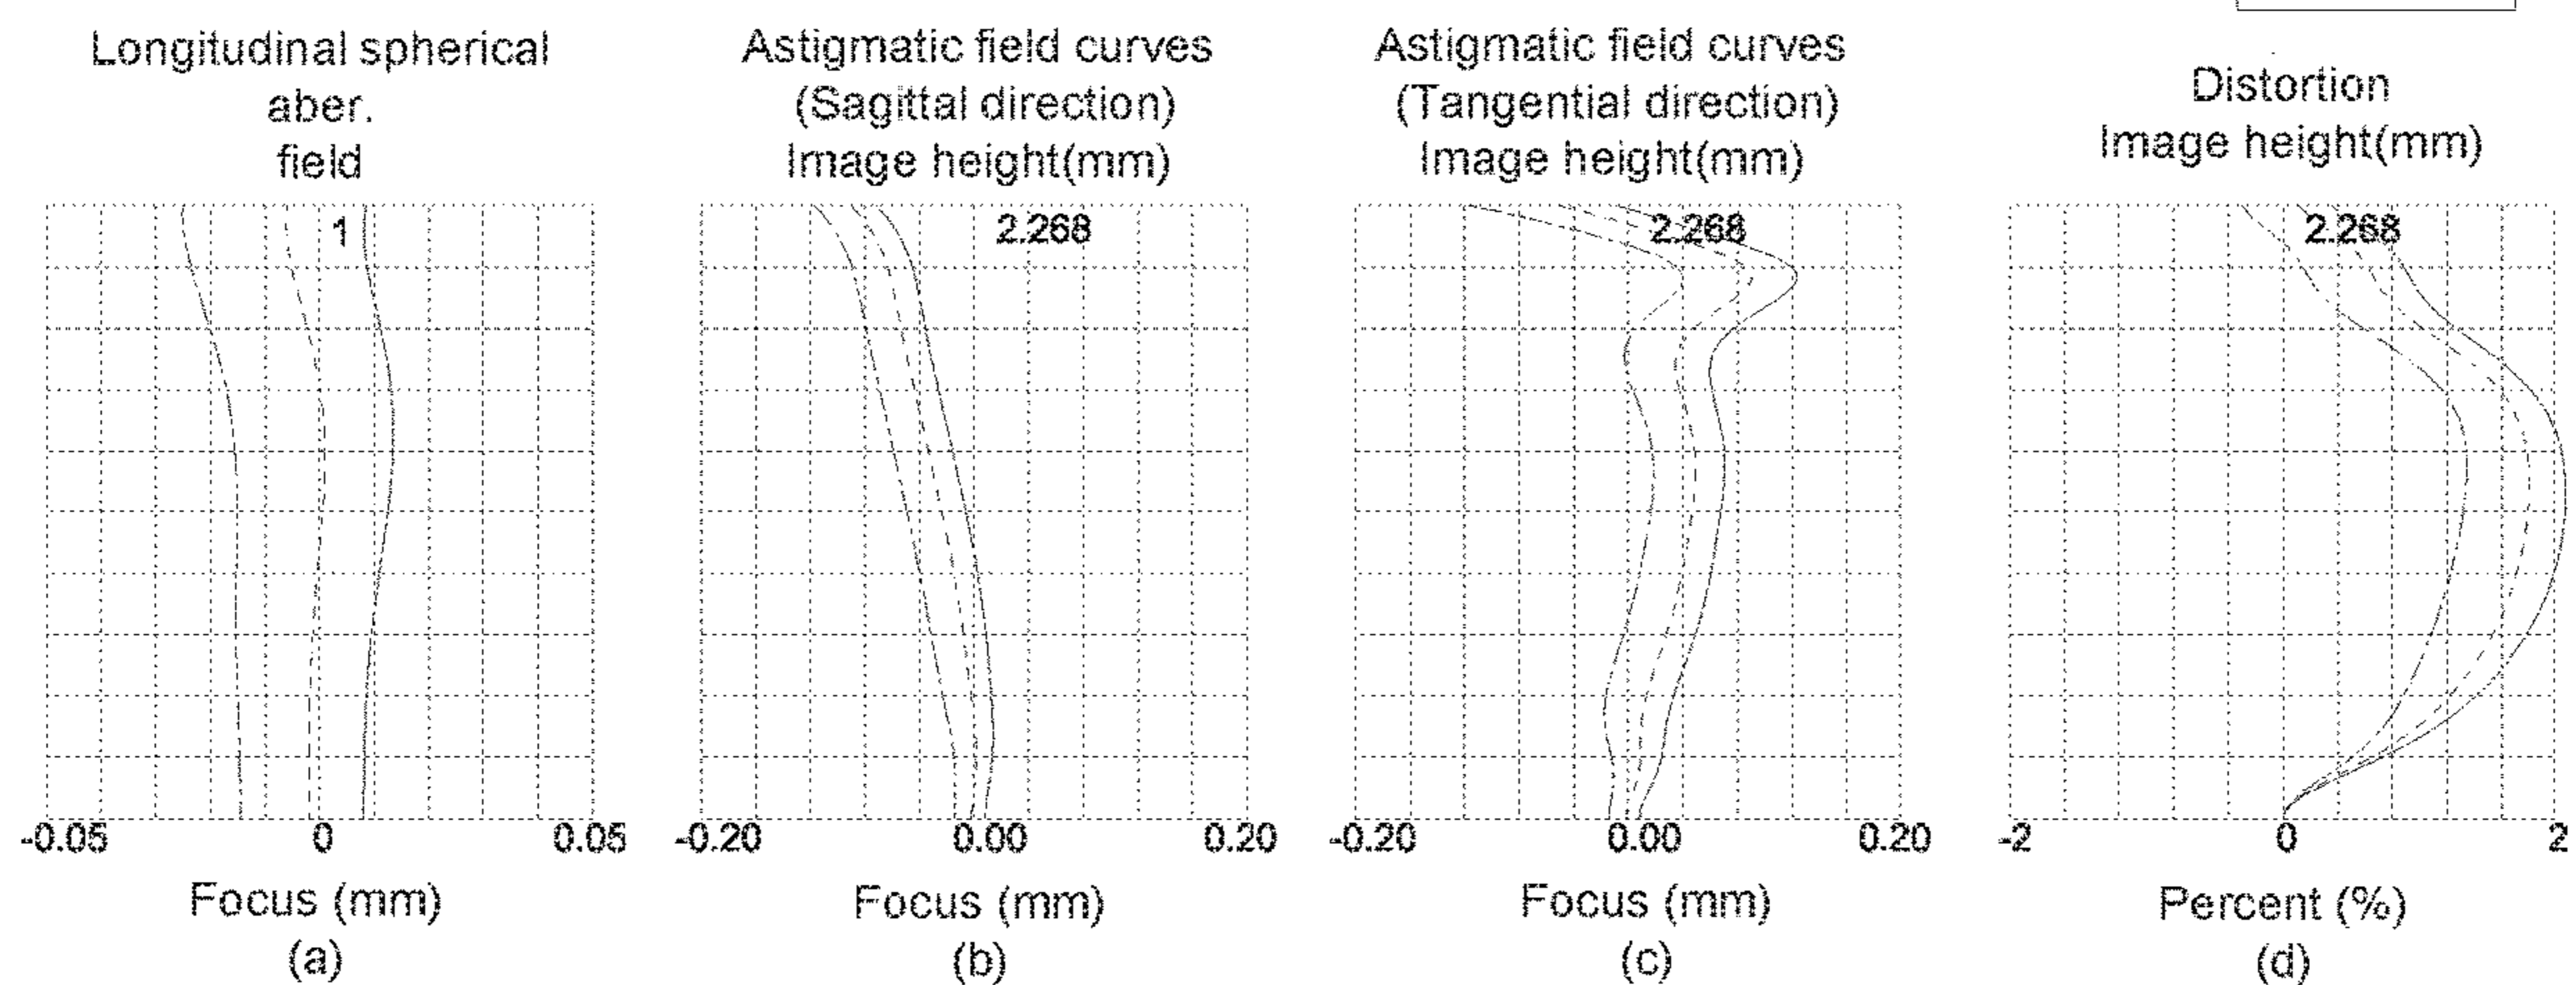 Longitudinal spherical
aber.
field
1
-0.05 0 0.05
Focus (mm)
(a)
Astigmatic field curves
(Sagittal direction)
Image height(mm)
2.268
-0.20 0.00 0.20
Focus (mm)
(b)
Astigmatic field curves
(Tangential direction)
Image height(mm)
2.268
-0.20 0.00 0.20
Focus (mm)
(c)
Distortion
Image height(mm)
2.268
-2 0 2
Percent (%)
(d)